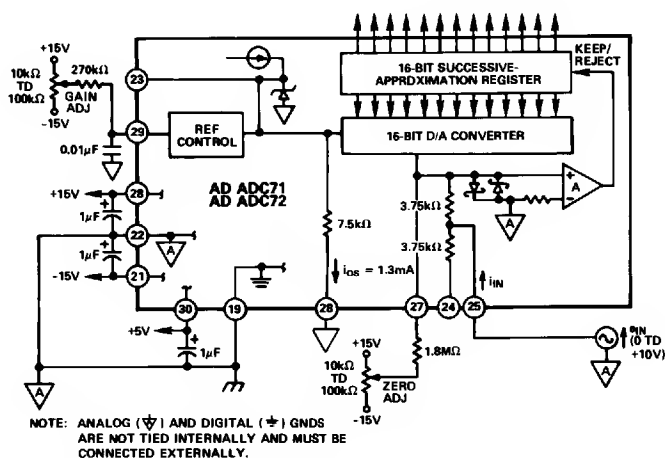 +15V
10kΩ
TD
100kΩ
-15V
270kΩ
GAIN
ADJ
0.01µF
+15V
1µF
1µF
-15V
A
23
29
28
22
21
A
REF
CONTROL
AD ADC71
AD ADC72
16-BIT SUCCESSIVE-
APPRDXIMATION REGISTER
16-BIT D/A CONVERTER
KEEP/
REJECT
+
A
−
A
3.75kΩ
3.75kΩ
7.5kΩ
iOS = 1.3mA
iIN
30
19
28
27
24
25
+5V
+
1µF
1.8MΩ
+15V
10kΩ
TD
100kΩ
-15V
ZERO
ADJ
eIN
(0 TD
+10V)
A
A
NOTE: ANALOG (A) AND DIGITAL (⏚) GNDS
ARE NOT TIED INTERNALLY AND MUST BE
CONNECTED EXTERNALLY.